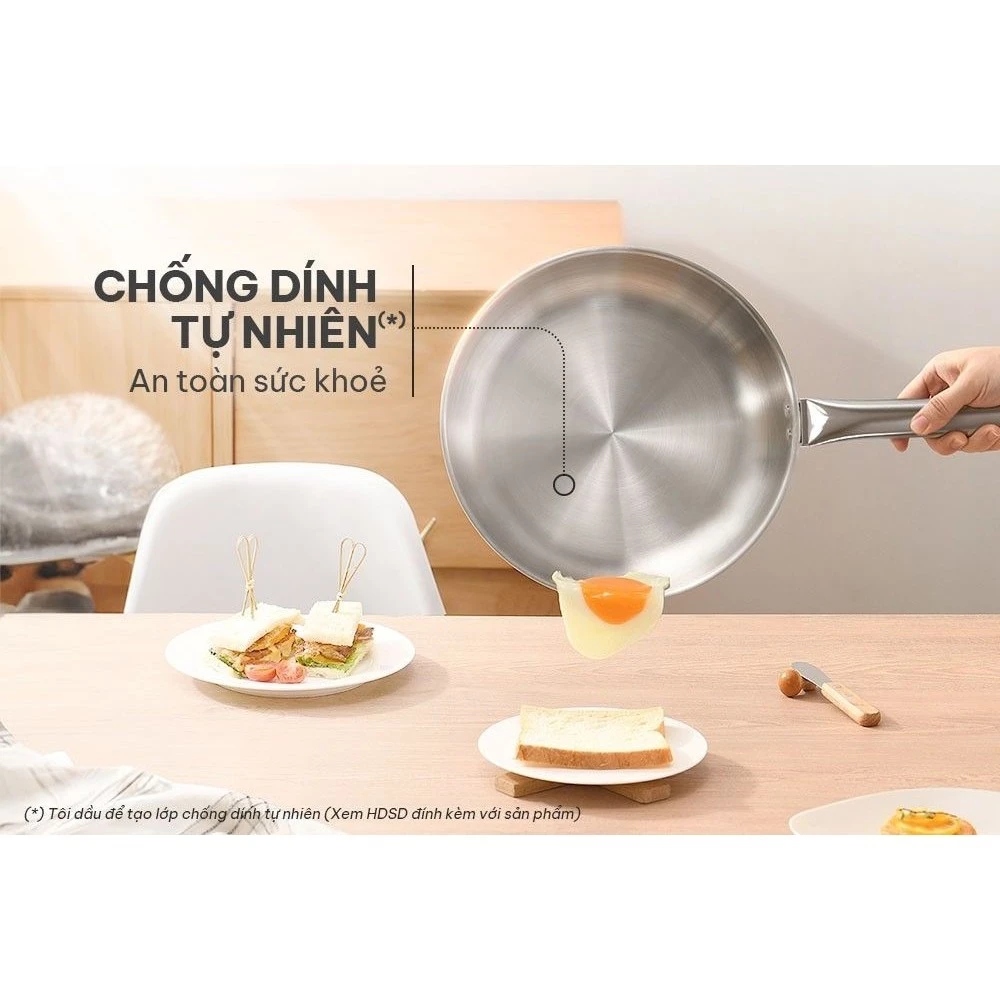 CHỐNG DÍNH
TỰ NHIÊN(*)
An toàn sức khoẻ
(*) Tôi dầu để tạo lớp chống dính tự nhiên (Xem HDSD đính kèm với sản phẩm)